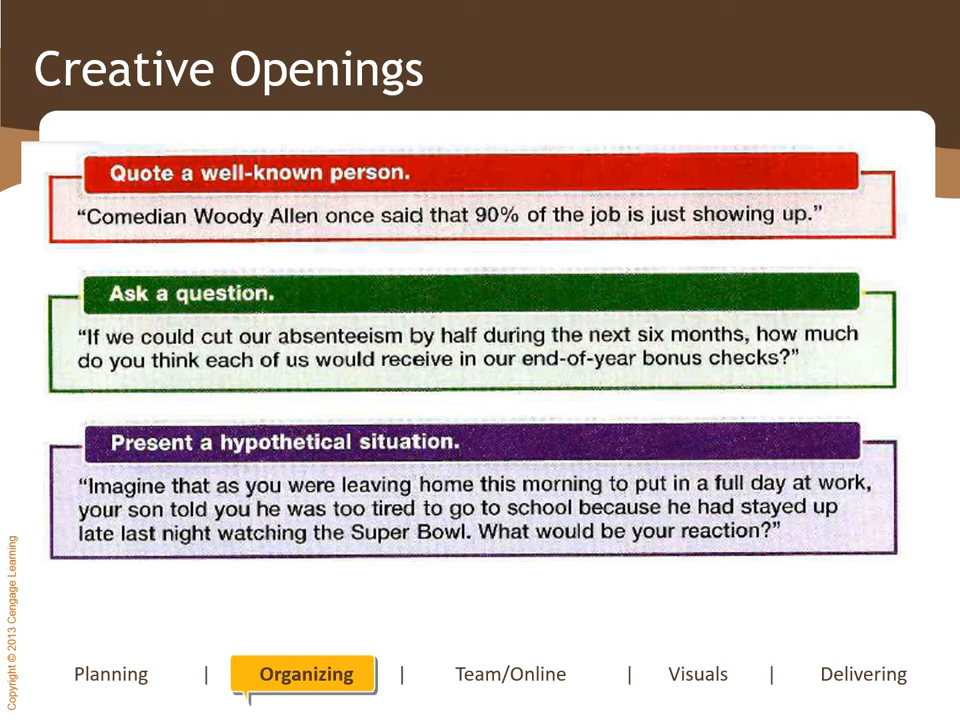 Creative Openings
Quote a well-known person.
“Comedian Woody Allen once said that 90% of the job is just showing up.”
Ask a question.
“If we could cut our absenteeism by half during the next six months, how much
do you think each of us would receive in our end-of-year bonus checks?”
Present a hypothetical situation.
“Imagine that as you were leaving home this morning to put in a full day at work,
your son told you he was too tired to go to school because he had stayed up
late last night watching the Super Bowl. What would be your reaction?”
Copyright © 2013 Cengage Learning
Planning | Organizing | Team/Online | Visuals | Delivering